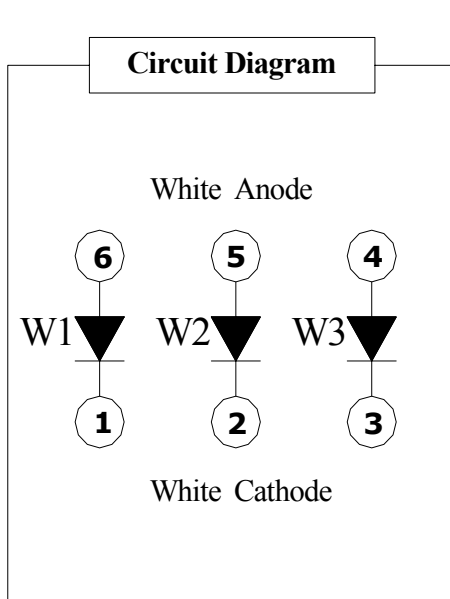 Circuit Diagram
White Anode
6 5 4
W1 W2 W3
1 2 3
White Cathode